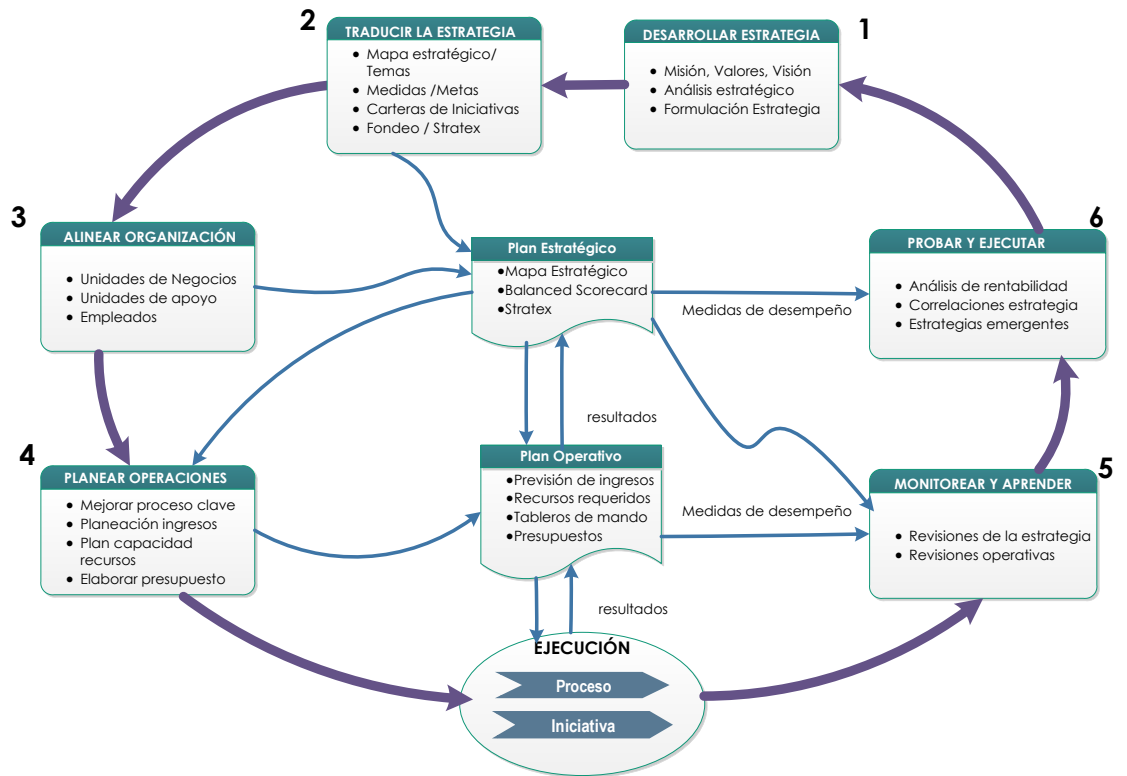 1
DESARROLLAR ESTRATEGIA
• Misión, Valores, Visión
• Análisis estratégico
• Formulación Estrategia
2
TRADUCIR LA ESTRATEGIA
• Mapa estratégico/
Temas
• Medidas /Metas
• Carteras de Iniciativas
• Fondeo / Stratex
3
ALINEAR ORGANIZACIÓN
• Unidades de Negocios
• Unidades de apoyo
• Empleados
Plan Estratégico
•Mapa Estratégico
•Balanced Scorecard
•Stratex
Medidas de desempeño
6
PROBAR Y EJECUTAR
• Análisis de rentabilidad
• Correlaciones estrategia
• Estrategias emergentes
resultados
4
PLANEAR OPERACIONES
• Mejorar proceso clave
• Planeación ingresos
• Plan capacidad
recursos
• Elaborar presupuesto
Plan Operativo
•Previsión de ingresos
•Recursos requeridos
•Tableros de mando
•Presupuestos
Medidas de desempeño
5
MONITOREAR Y APRENDER
• Revisiones de la estrategia
• Revisiones operativas
resultados
EJECUCIÓN
Proceso
Iniciativa